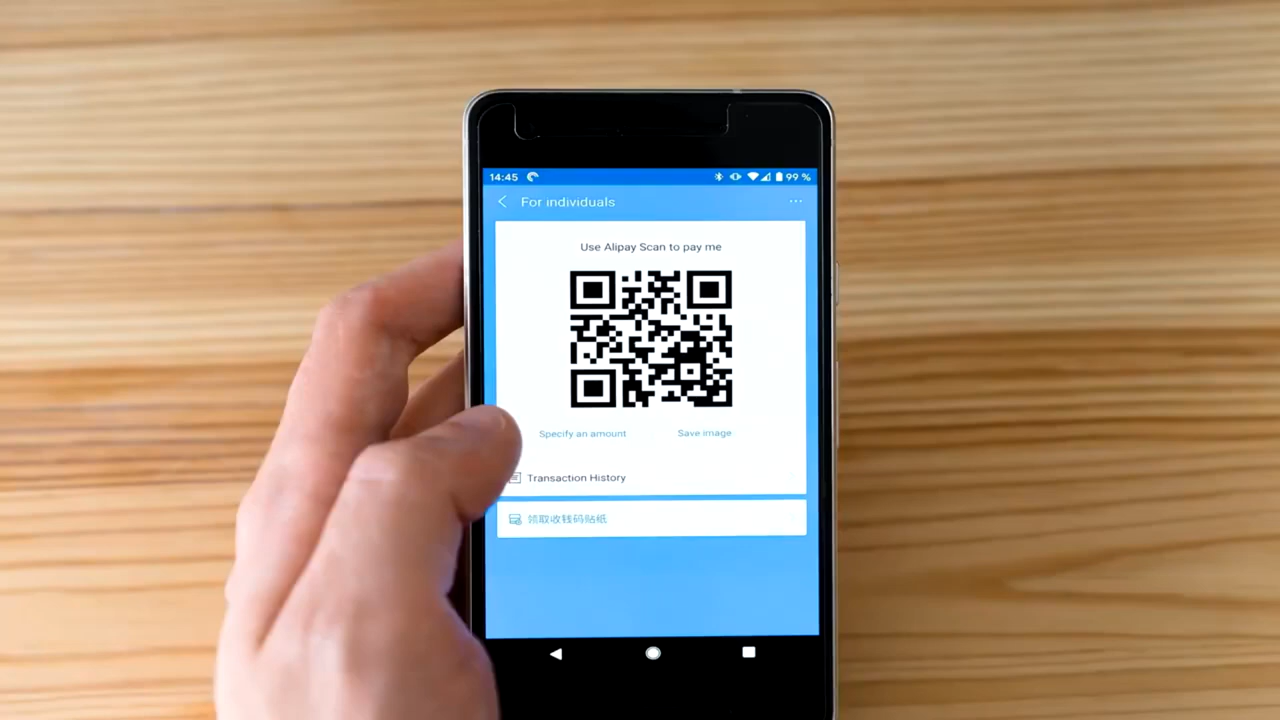 14:45 99 %
For individuals
Use Alipay Scan to pay me
Specify an amount Save image
Transaction History
领取收钱码贴纸